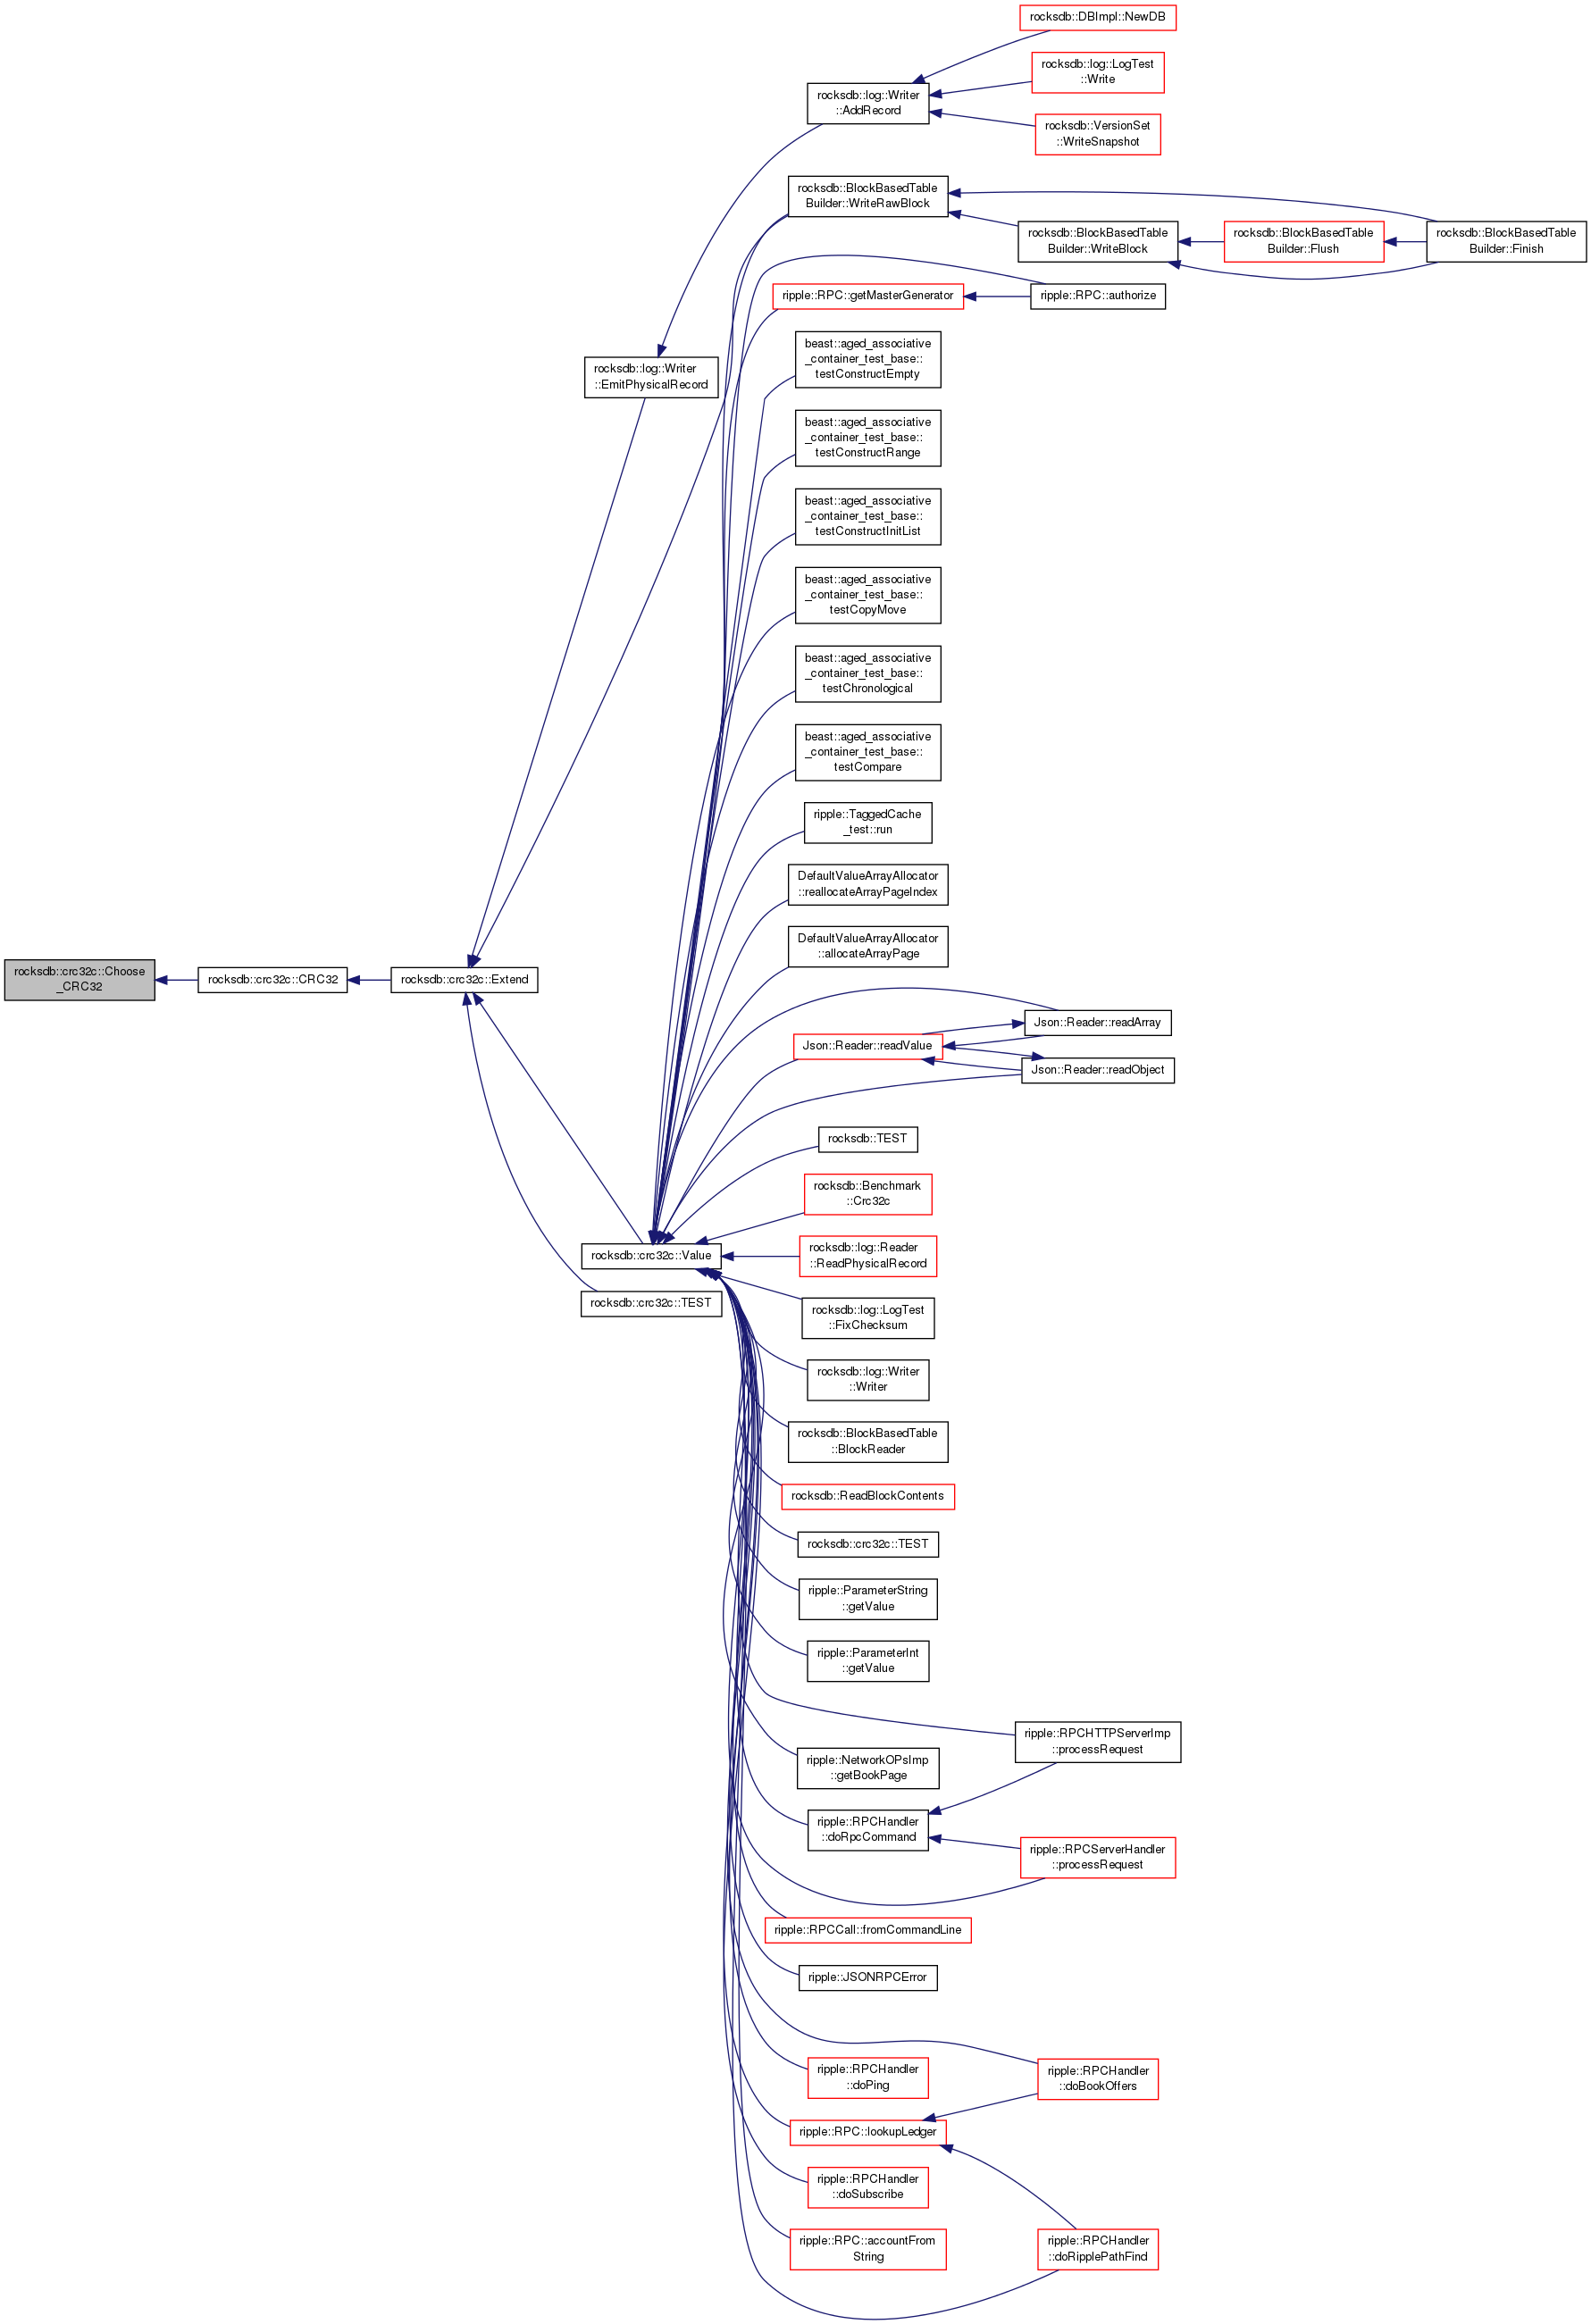 rocksdb::DBImpl::NewDB
rocksdb::log::LogTest
::Write
rocksdb::log::Writer
::AddRecord
rocksdb::VersionSet
::WriteSnapshot
rocksdb::BlockBasedTable
Builder::WriteRawBlock
rocksdb::BlockBasedTable
Builder::WriteBlock
rocksdb::BlockBasedTable
Builder::Flush
rocksdb::BlockBasedTable
Builder::Finish
ripple::RPC::getMasterGenerator
ripple::RPC::authorize
beast::aged_associative
_container_test_base::
testConstructEmpty
rocksdb::log::Writer
::EmitPhysicalRecord
beast::aged_associative
_container_test_base::
testConstructRange
beast::aged_associative
_container_test_base::
testConstructInitList
beast::aged_associative
_container_test_base::
testCopyMove
beast::aged_associative
_container_test_base::
testChronological
beast::aged_associative
_container_test_base::
testCompare
ripple::TaggedCache
_test::run
DefaultValueArrayAllocator
::reallocateArrayPageIndex
DefaultValueArrayAllocator
::allocateArrayPage
rocksdb::crc32c::Choose
_CRC32
rocksdb::crc32c::CRC32
rocksdb::crc32c::Extend
Json::Reader::readArray
Json::Reader::readValue
Json::Reader::readObject
rocksdb::TEST
rocksdb::Benchmark
::Crc32c
rocksdb::crc32c::Value
rocksdb::log::Reader
::ReadPhysicalRecord
rocksdb::crc32c::TEST
rocksdb::log::LogTest
::FixChecksum
rocksdb::log::Writer
::Writer
rocksdb::BlockBasedTable
::BlockReader
rocksdb::ReadBlockContents
rocksdb::crc32c::TEST
ripple::ParameterString
::getValue
ripple::ParameterInt
::getValue
ripple::RPCHTTPServerImp
::processRequest
ripple::NetworkOPsImp
::getBookPage
ripple::RPCHandler
::doRpcCommand
ripple::RPCServerHandler
::processRequest
ripple::RPCCall::fromCommandLine
ripple::JSONRPCError
ripple::RPCHandler
::doPing
ripple::RPCHandler
::doBookOffers
ripple::RPC::lookupLedger
ripple::RPCHandler
::doSubscribe
ripple::RPC::accountFrom
String
ripple::RPCHandler
::doRipplePathFind